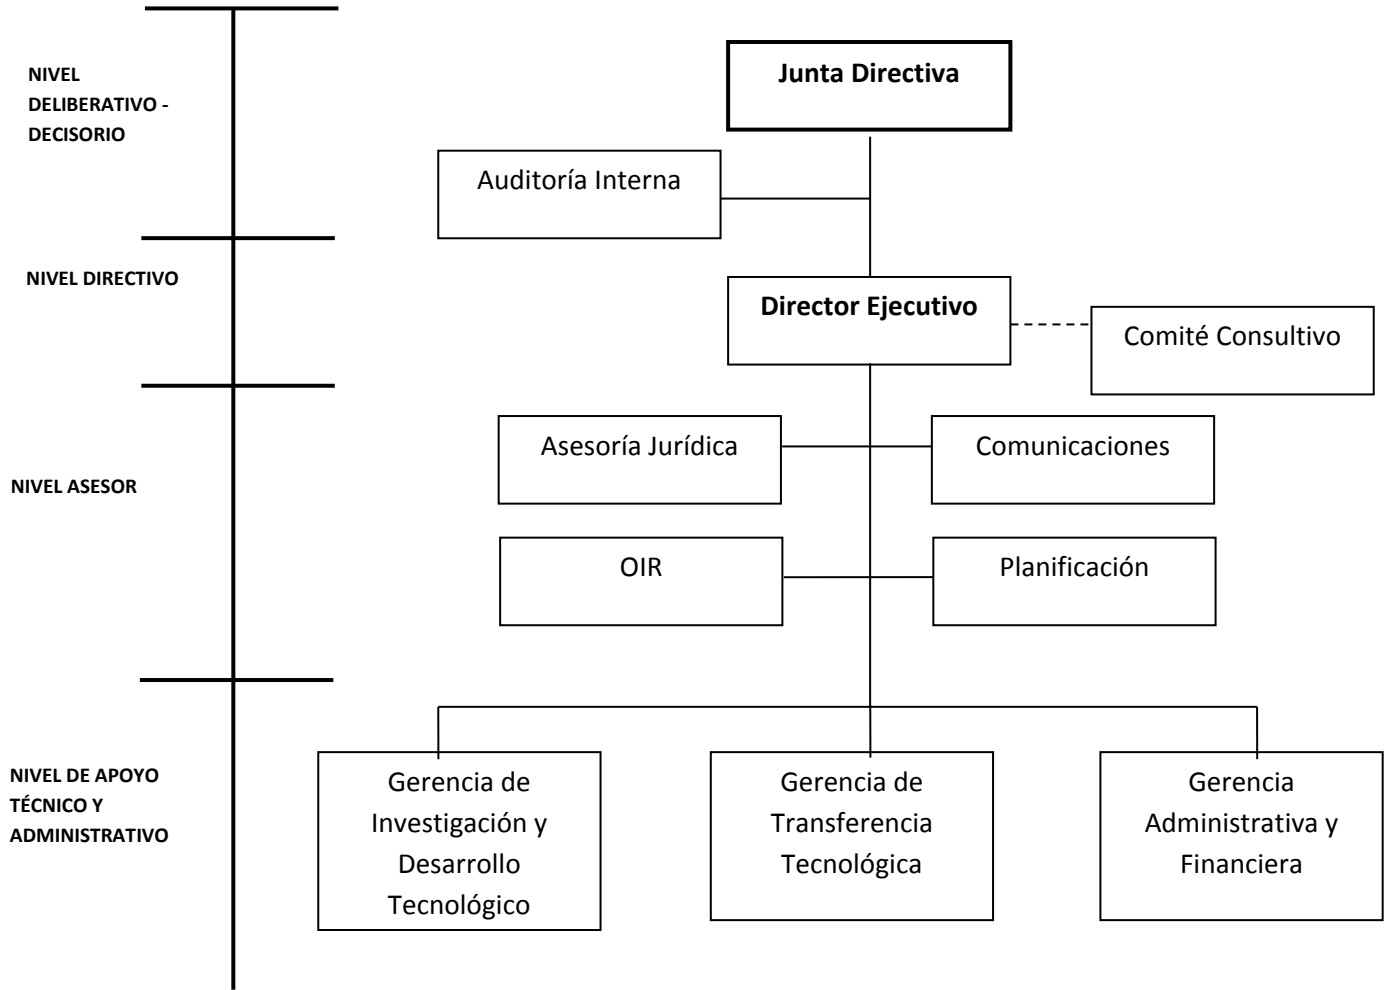 NIVEL
DELIBERATIVO -
DECISORIO
Junta Directiva
Auditoría Interna
NIVEL DIRECTIVO
Director Ejecutivo
Comité Consultivo
NIVEL ASESOR
Asesoría Jurídica
Comunicaciones
OIR
Planificación
NIVEL DE APOYO
TÉCNICO Y
ADMINISTRATIVO
Gerencia de
Investigación y
Desarrollo
Tecnológico
Gerencia de
Transferencia
Tecnológica
Gerencia
Administrativa y
Financiera